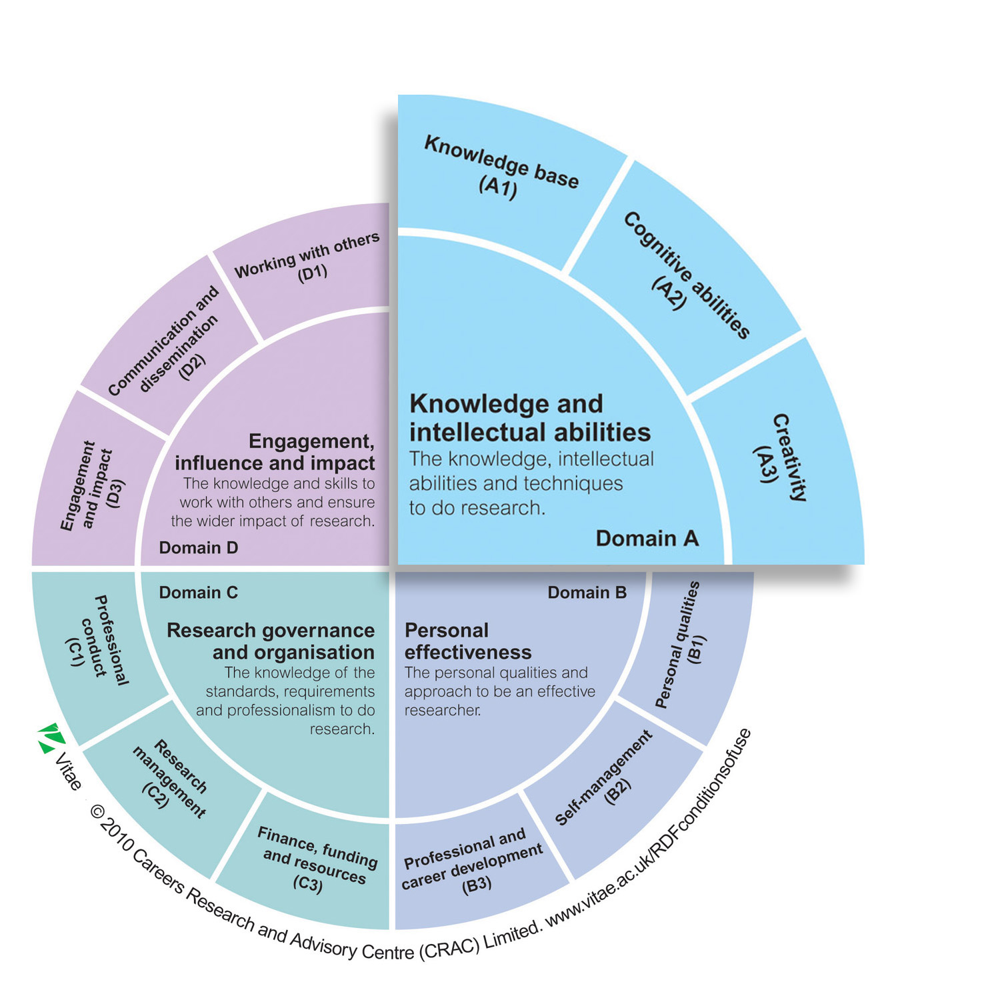 Knowledge base
(A1)
Cognitive abilities
(A2)
Creativity
(A3)
Knowledge and
intellectual abilities
The knowledge, intellectual
abilities and techniques
to do research.
Domain A
Domain B
Personal
effectiveness
The personal qualities and
approach to be an effective
researcher.
Personal qualities
(B1)
Self-management
(B2)
Professional and
career development
(B3)
Domain C
Research governance
and organisation
The knowledge of the
standards, requirements
and professionalism to do
research.
Professional
conduct
(C1)
Research
management
(C2)
Finance, funding
and resources
(C3)
Working with others
(D1)
Communication and
dissemination
(D2)
Engagement
and impact
(D3)
Engagement,
influence and impact
The knowledge and skills to
work with others and ensure
the wider impact of research.
Domain D
Vitae
© 2010 Careers Research and Advisory Centre (CRAC) Limited. www.vitae.ac.uk/RDFconditionsofuse